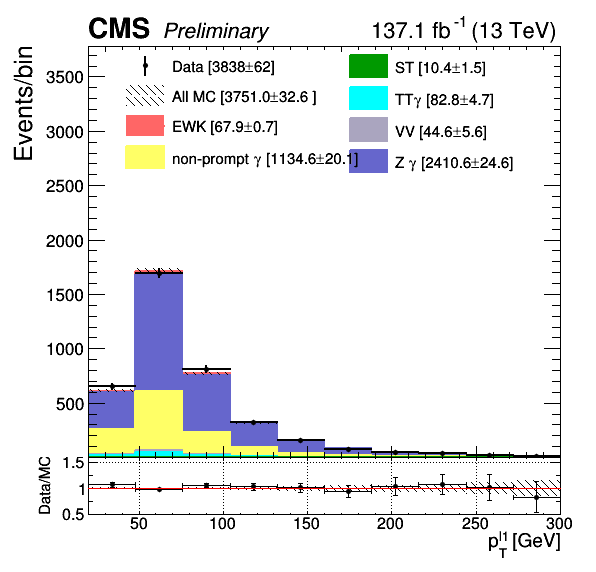 CMS Preliminary 137.1 fb⁻¹ (13 TeV)
Events/bin
Data [3838±62]
All MC [3751.0±32.6 ]
EWK [67.9±0.7]
non-prompt γ [1134.6±20.1]
ST [10.4±1.5]
TTγ [82.8±4.7]
VV [44.6±5.6]
Z γ [2410.6±24.6]
3500
3000
2500
2000
1500
1000
500
Data/MC
1.5
1
0.5
50 100 150 200 250 300
p_T^l1 [GeV]